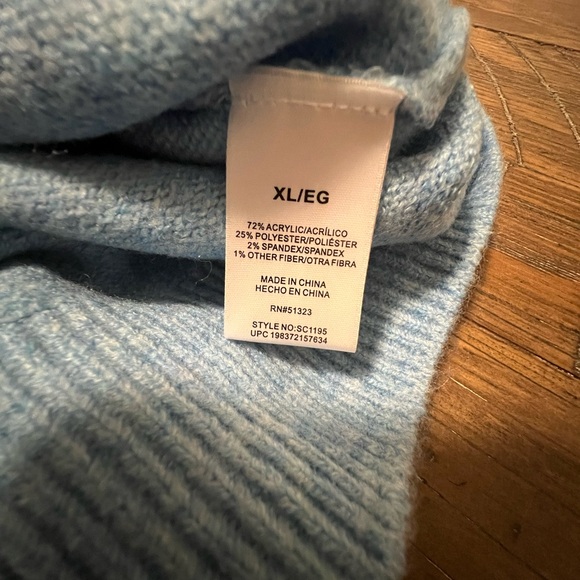 XL/EG
72% ACRYLIC/ACRÍLICO
25% POLYESTER/POLIÉSTER
2% SPANDEX/SPANDEX
1% OTHER FIBER/OTRA FIBRA
MADE IN CHINA
HECHO EN CHINA
RN#51323
STYLE NO:SC1195
UPC 198372157634